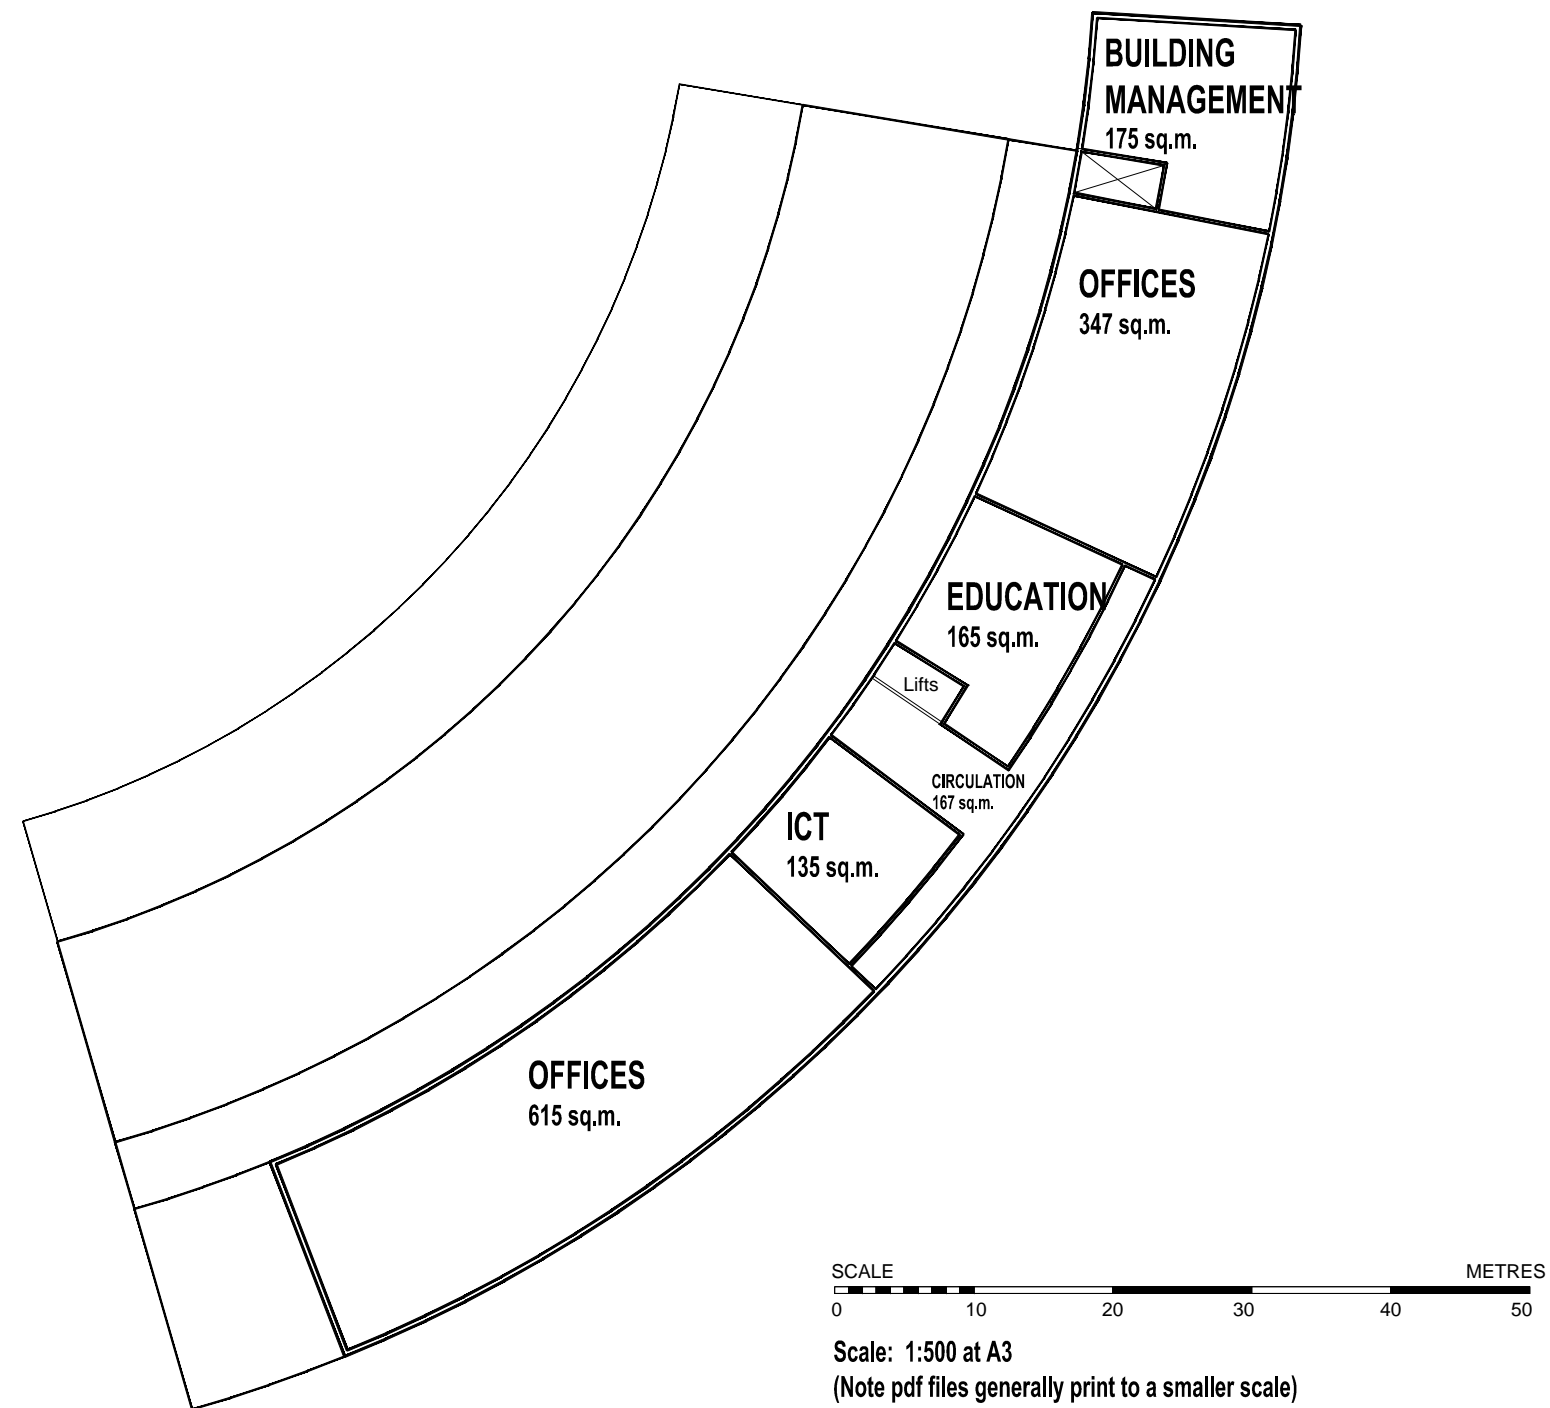 BUILDING
MANAGEMENT
175 sq.m.
OFFICES
347 sq.m.
EDUCATION
165 sq.m.
Lifts
CIRCULATION
167 sq.m.
ICT
135 sq.m.
OFFICES
615 sq.m.
SCALE METRES
0 10 20 30 40 50
Scale: 1:500 at A3
(Note pdf files generally print to a smaller scale)